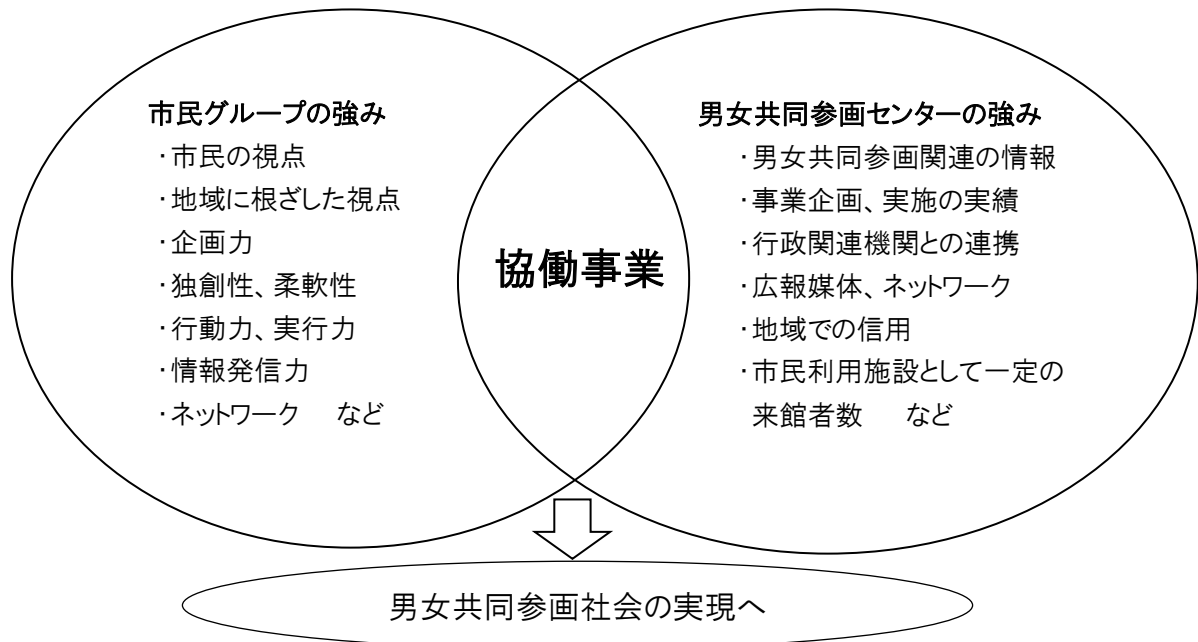 市民グループの強み
・市民の視点
・地域に根ざした視点
・企画力
・独創性、柔軟性
・行動力、実行力
・情報発信力
・ネットワーク　など
協働事業
男女共同参画センターの強み
・男女共同参画関連の情報
・事業企画、実施の実績
・行政関連機関との連携
・広報媒体、ネットワーク
・地域での信用
・市民利用施設として一定の
来館者数　など
男女共同参画社会の実現へ